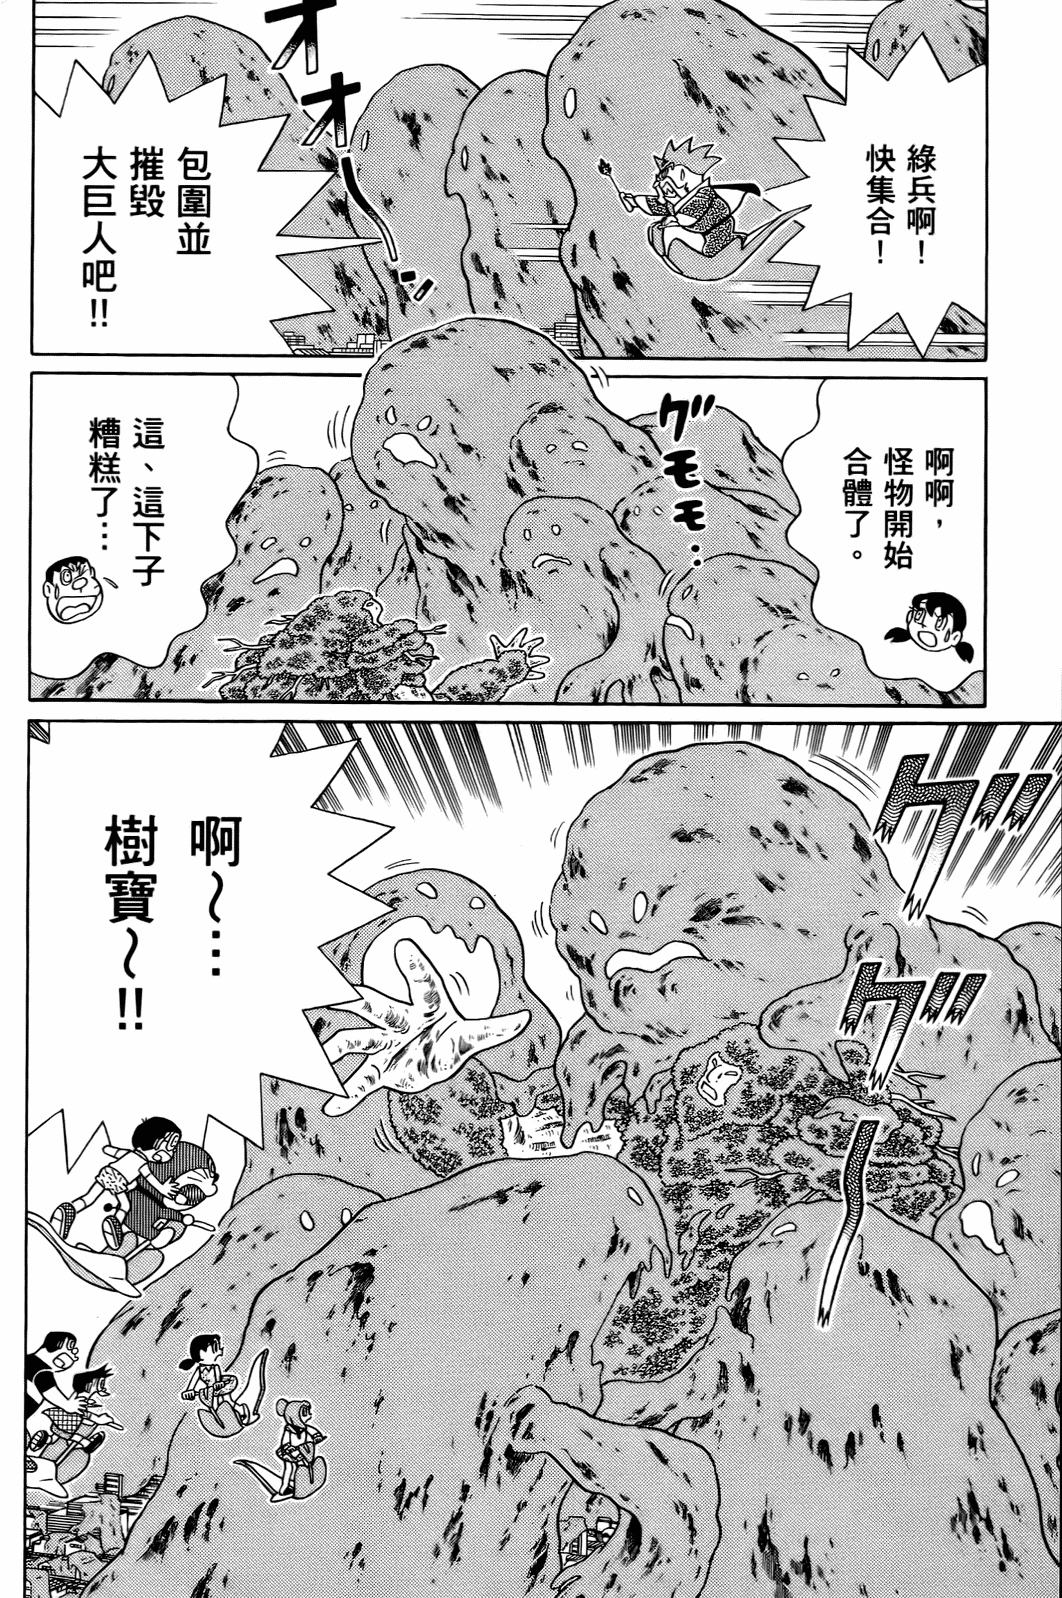 綠兵啊！
快集合！
包圍並
摧毀
大巨人吧!!
オオ…
啊啊，
怪物開始
合體了。
グモモ…
這、這下子
糟糕了…
啊～…
樹寶～!!
ググー